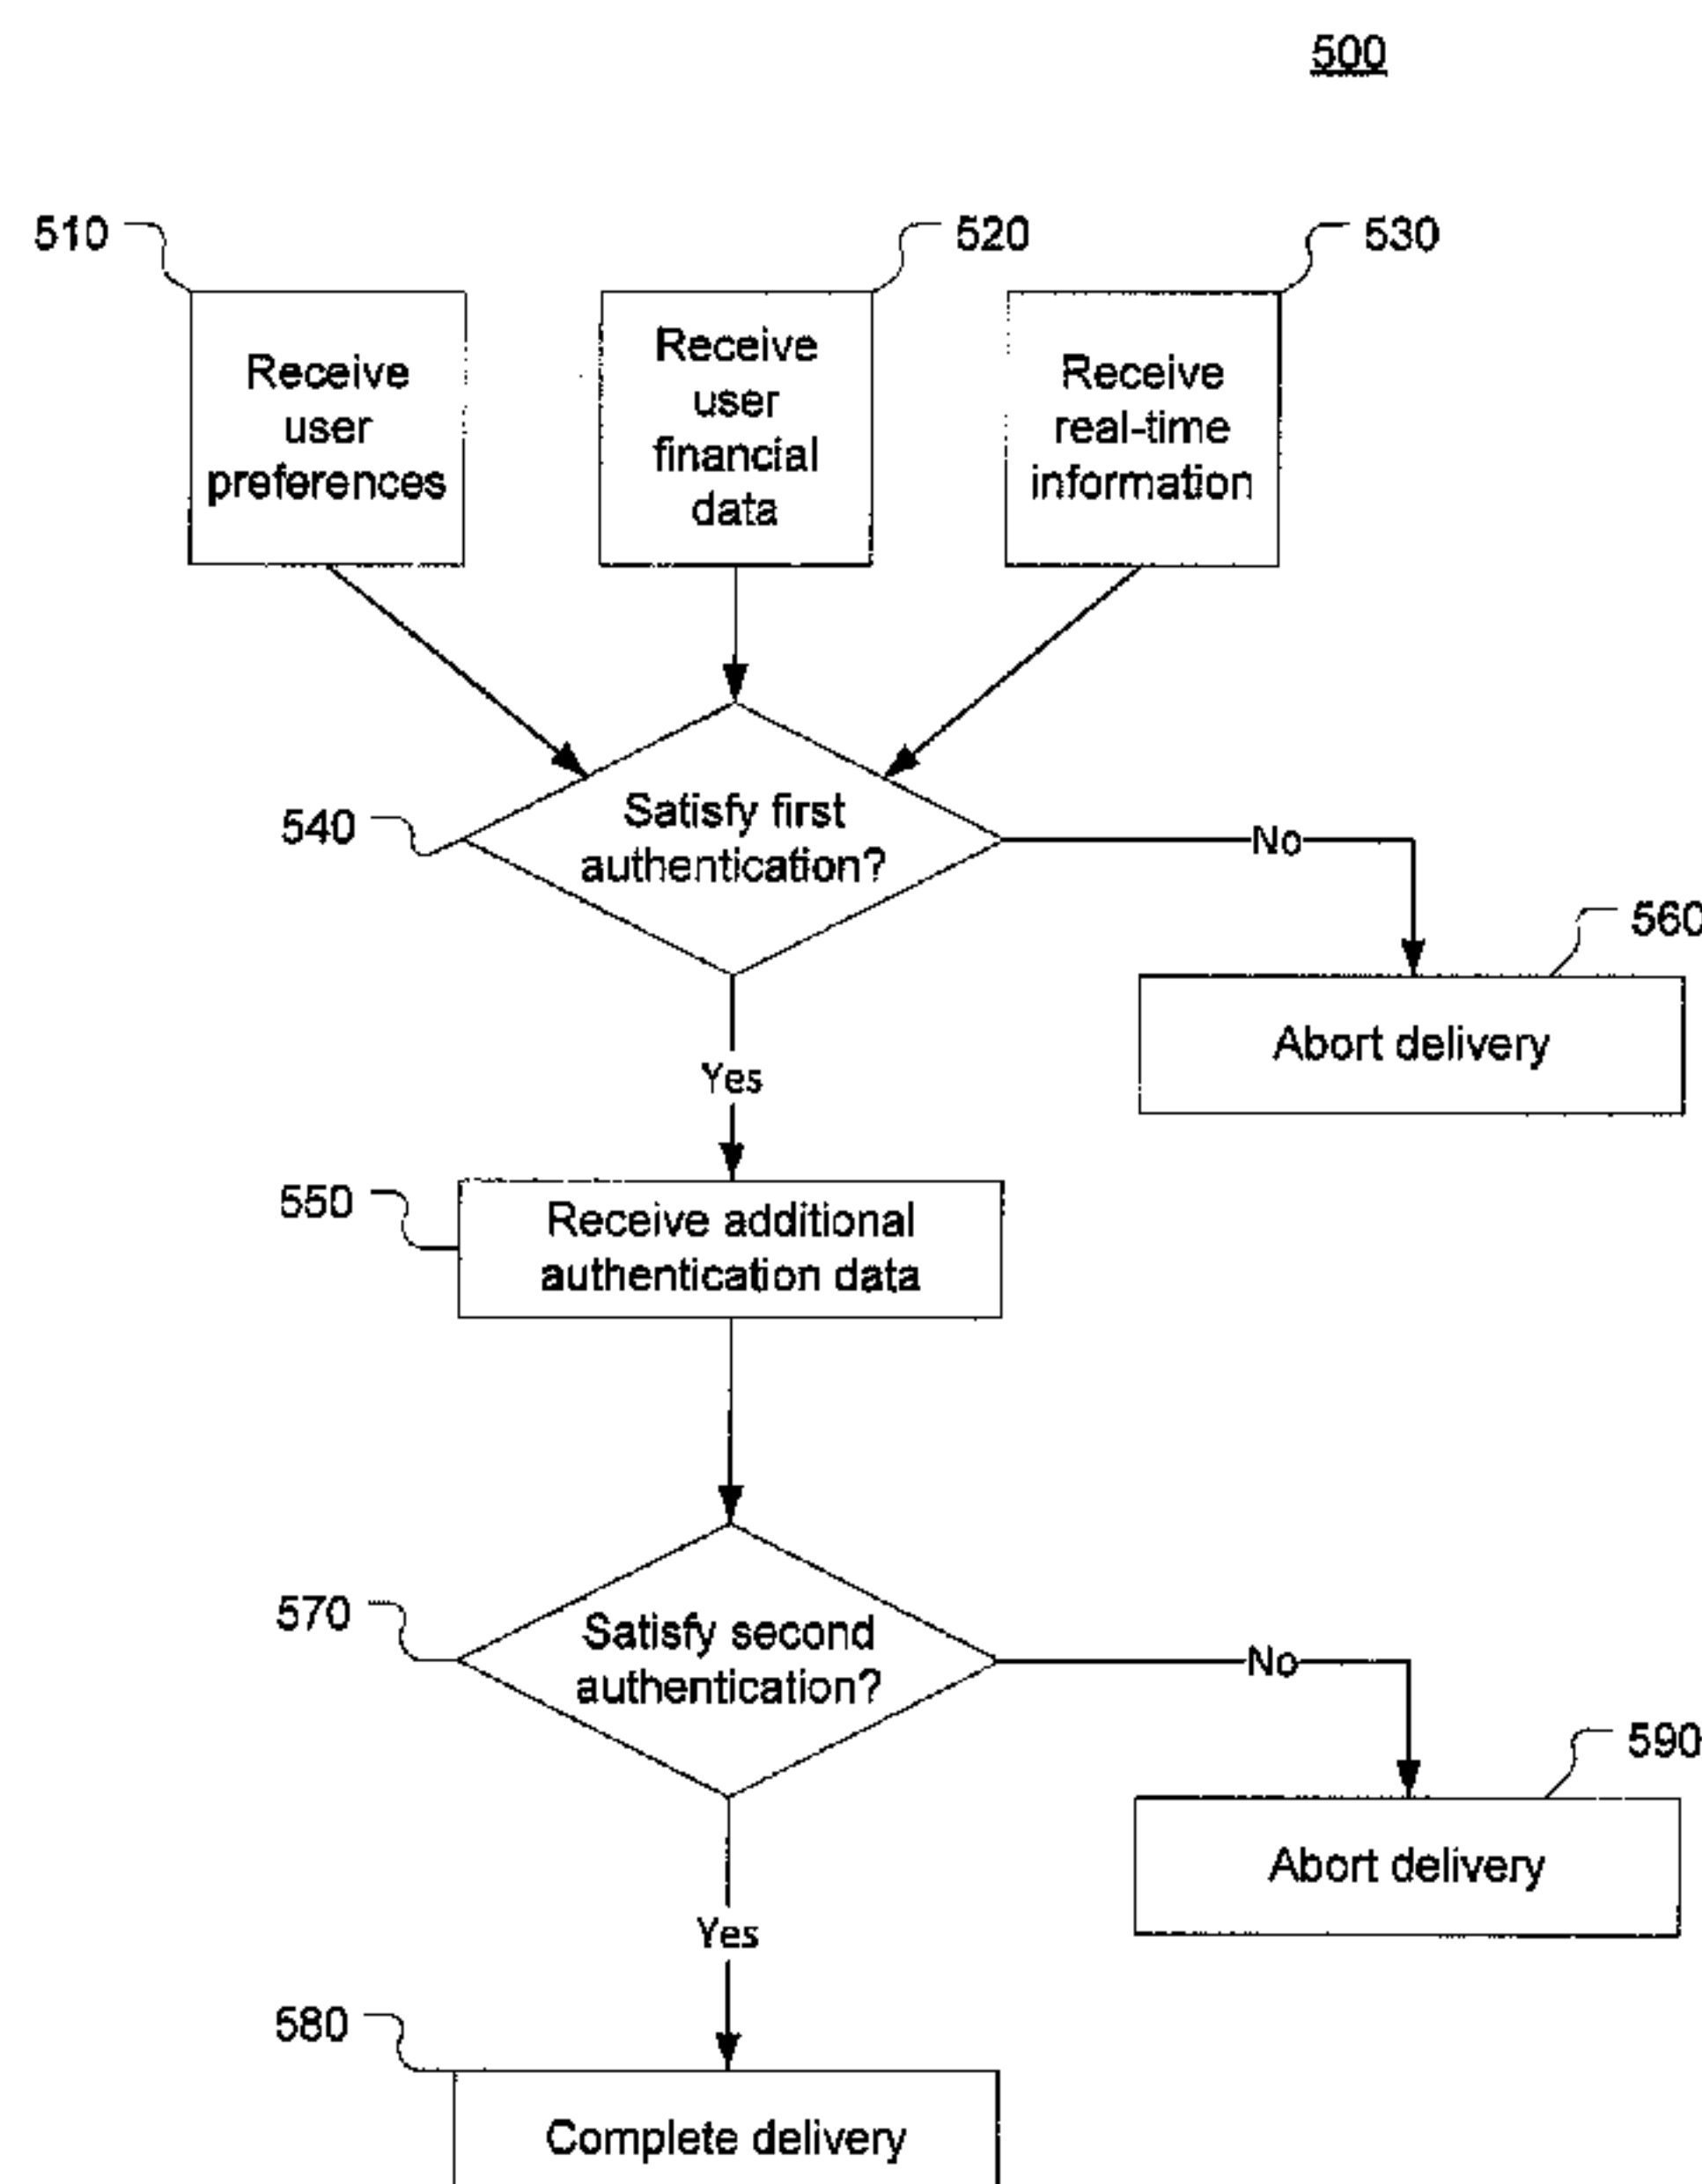 500
510
520
530
Receive
user
preferences
Receive
user
financial
data
Receive
real-time
information
540
Satisfy first
authentication?
No
560
Abort delivery
Yes
550
Receive additional
authentication data
570
Satisfy second
authentication?
No
590
Abort delivery
Yes
580
Complete delivery